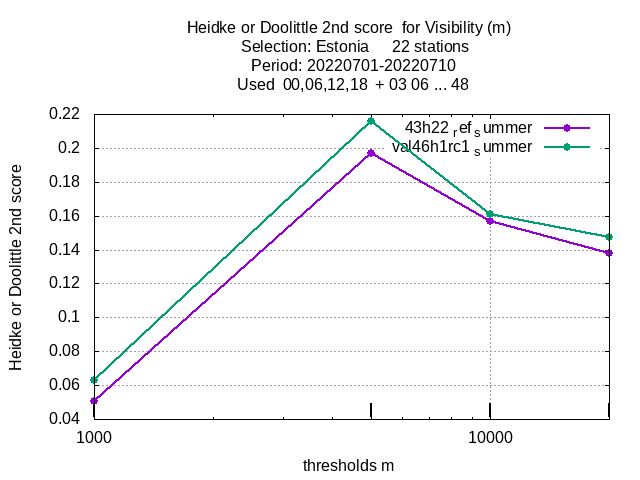 Heidke or Doolittle 2nd score  for Visibility (m)
Selection: Estonia     22 stations
Period: 20220701-20220710
Used  00,06,12,18  + 03 06 ... 48
43h22 ref summer
val46h1rc1 summer
Heidke or Doolittle 2nd score
0.22
0.2
0.18
0.16
0.14
0.12
0.1
0.08
0.06
0.04
1000
10000
thresholds m